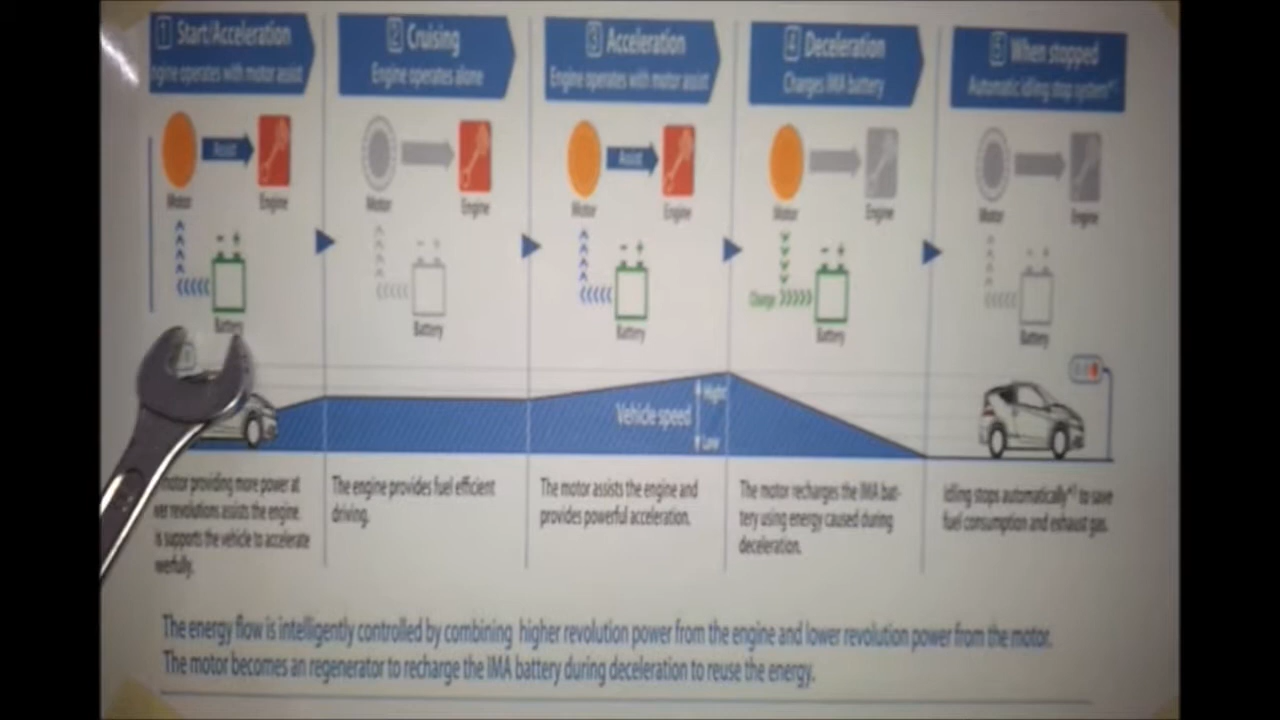 1 Start/Acceleration
ngine operates with motor assist
2 Cruising
Engine operates alone
3 Acceleration
Engine operates with motor assist
4 Deceleration
Charges IMA battery
5 When stopped
Automatic idling stop system
Assist
Motor
Engine
- +
Battery
Motor
Engine
- +
Battery
Assist
Motor
Engine
- +
Battery
Motor
Engine
- +
Charge
Battery
Motor
Engine
- +
Battery
Vehicle speed
High
Low
motor providing more power at
er revolutions assists the engine.
is supports the vehicle to accelerate
werfully.
The engine provides fuel efficient
driving.
The motor assists the engine and
provides powerful acceleration.
The motor recharges the IMA bat-
tery using energy caused during
deceleration.
Idling stops automatically to save
fuel consumption and exhaust gas.
The energy flow is intelligently controlled by combining higher revolution power from the engine and lower revolution power from the motor.
The motor becomes an regenerator to recharge the IMA battery during deceleration to reuse the energy.